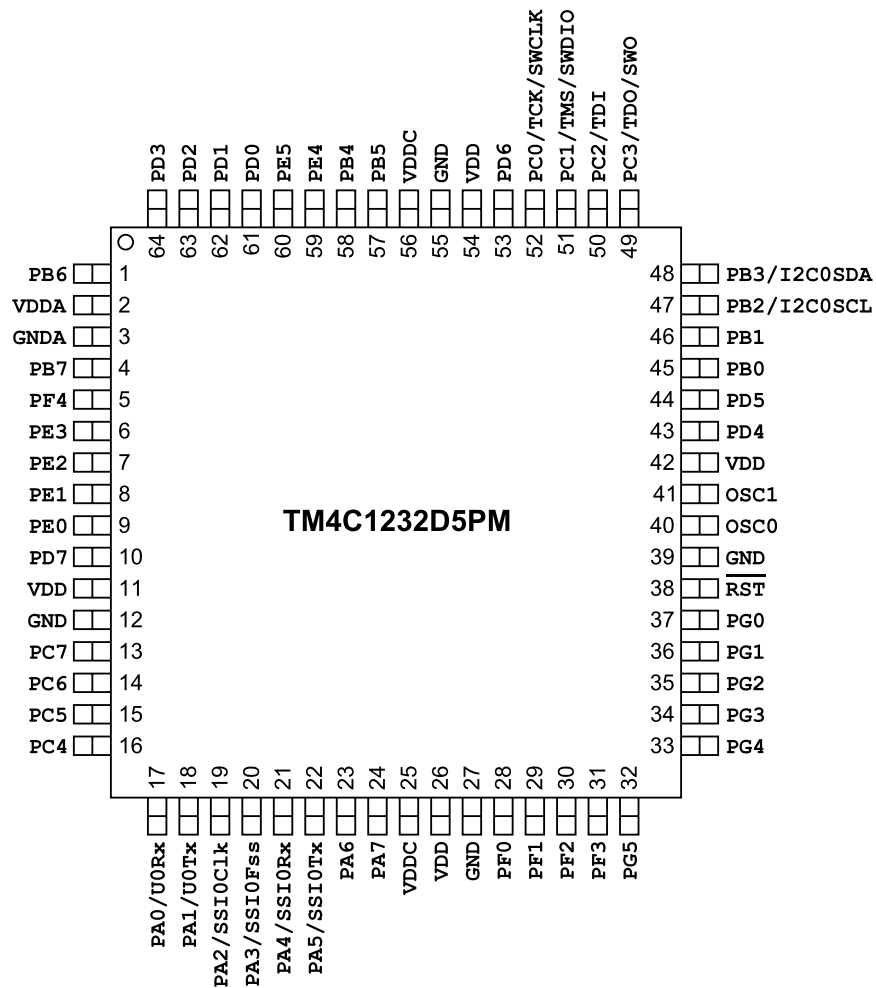 PC0/TCK/SWCLK
PC1/TMS/SWDIO
PC2/TDI
PC3/TDO/SWO
PD3
PD2
PD1
PD0
PE5
PE4
PB4
PB5
VDDC
GND
VDD
PD6
64
63
62
61
60
59
58
57
56
55
54
53
52
51
50
49
PB6 1
VDDA 2
GNDA 3
PB7 4
PF4 5
PE3 6
PE2 7
PE1 8
PE0 9
PD7 10
VDD 11
GND 12
PC7 13
PC6 14
PC5 15
PC4 16
TM4C1232D5PM
48 PB3/I2C0SDA
47 PB2/I2C0SCL
46 PB1
45 PB0
44 PD5
43 PD4
42 VDD
41 OSC1
40 OSC0
39 GND
38 RST
37 PG0
36 PG1
35 PG2
34 PG3
33 PG4
17
18
19
20
21
22
23
24
25
26
27
28
29
30
31
32
PA0/U0Rx
PA1/U0Tx
PA2/SSI0Clk
PA3/SSI0Fss
PA4/SSI0Rx
PA5/SSI0Tx
PA6
PA7
VDDC
VDD
GND
PF0
PF1
PF2
PF3
PG5